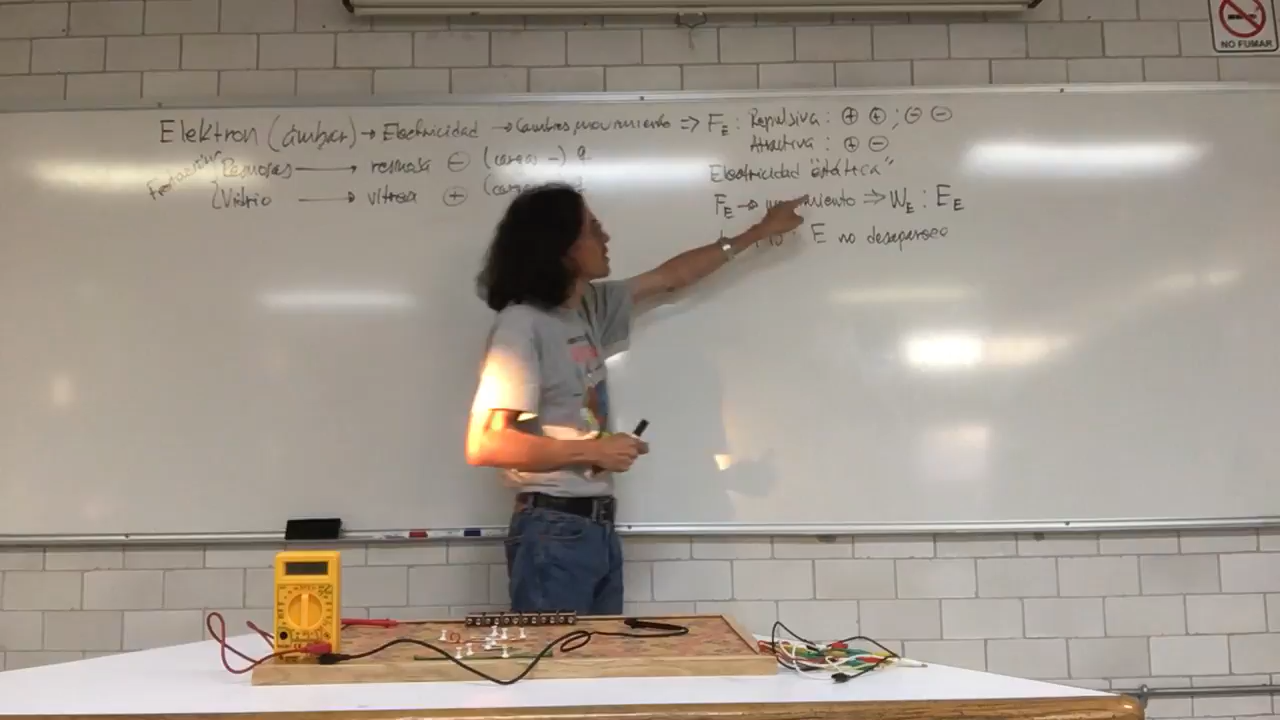 Elektron (ámbar) → Electricidad → Cambios movimiento ⇒ F_E : Repulsiva : ⊕ ⊕ ; ⊖ ⊖
Atractiva : ⊕ ⊖
Frotación Resinosas → resinosa ⊖ (cargas -) q
Vidrio → vítrea ⊕ (cargas
Electricidad "estática"
F_E → movimiento ⇒ W_E : E_E
E no desaparece
NO FUMAR